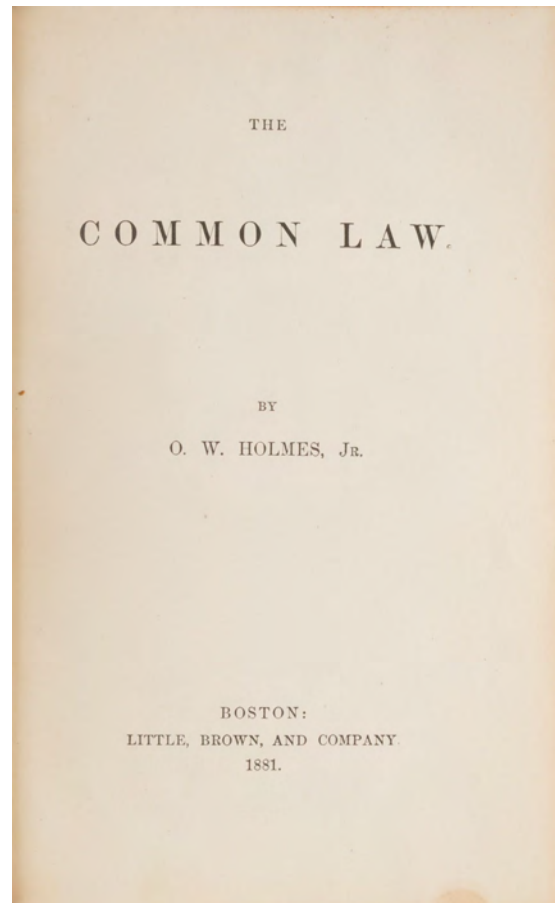 THE
COMMON LAW.
BY
O. W. HOLMES, JR.
BOSTON:
LITTLE, BROWN, AND COMPANY.
1881.